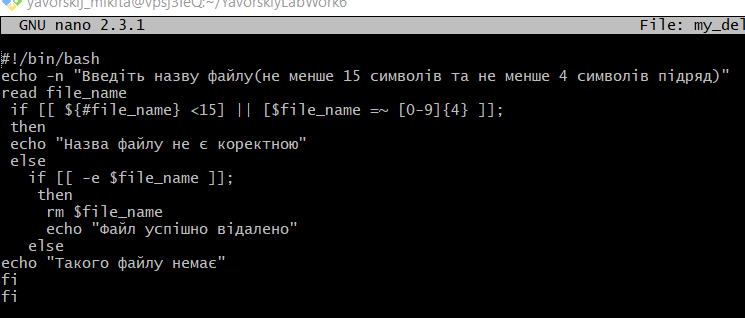 yavorskij_mikita@vpsj3ieQ:~/YavorskiyLabWork6
GNU nano 2.3.1 File: my_del
#!/bin/bash
echo -n "Введіть назву файлу(не менше 15 символів та не менше 4 символів підряд)"
read file_name
if [[ ${#file_name} <15] || [$file_name =~ [0-9]{4} ]];
then
echo "Назва файлу не є коректною"
else
if [[ -e $file_name ]];
then
rm $file_name
echo "Файл успішно відалено"
else
echo "Такого файлу немає"
fi
fi